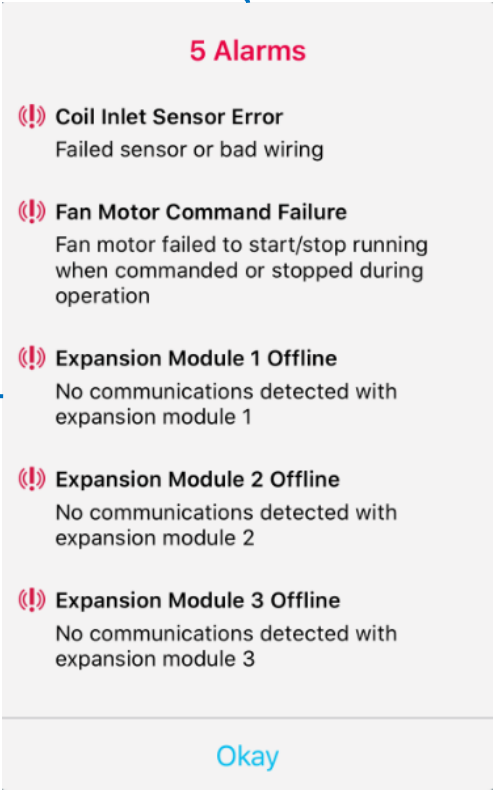 5 Alarms
Coil Inlet Sensor Error
Failed sensor or bad wiring
Fan Motor Command Failure
Fan motor failed to start/stop running
when commanded or stopped during
operation
Expansion Module 1 Offline
No communications detected with
expansion module 1
Expansion Module 2 Offline
No communications detected with
expansion module 2
Expansion Module 3 Offline
No communications detected with
expansion module 3
Okay